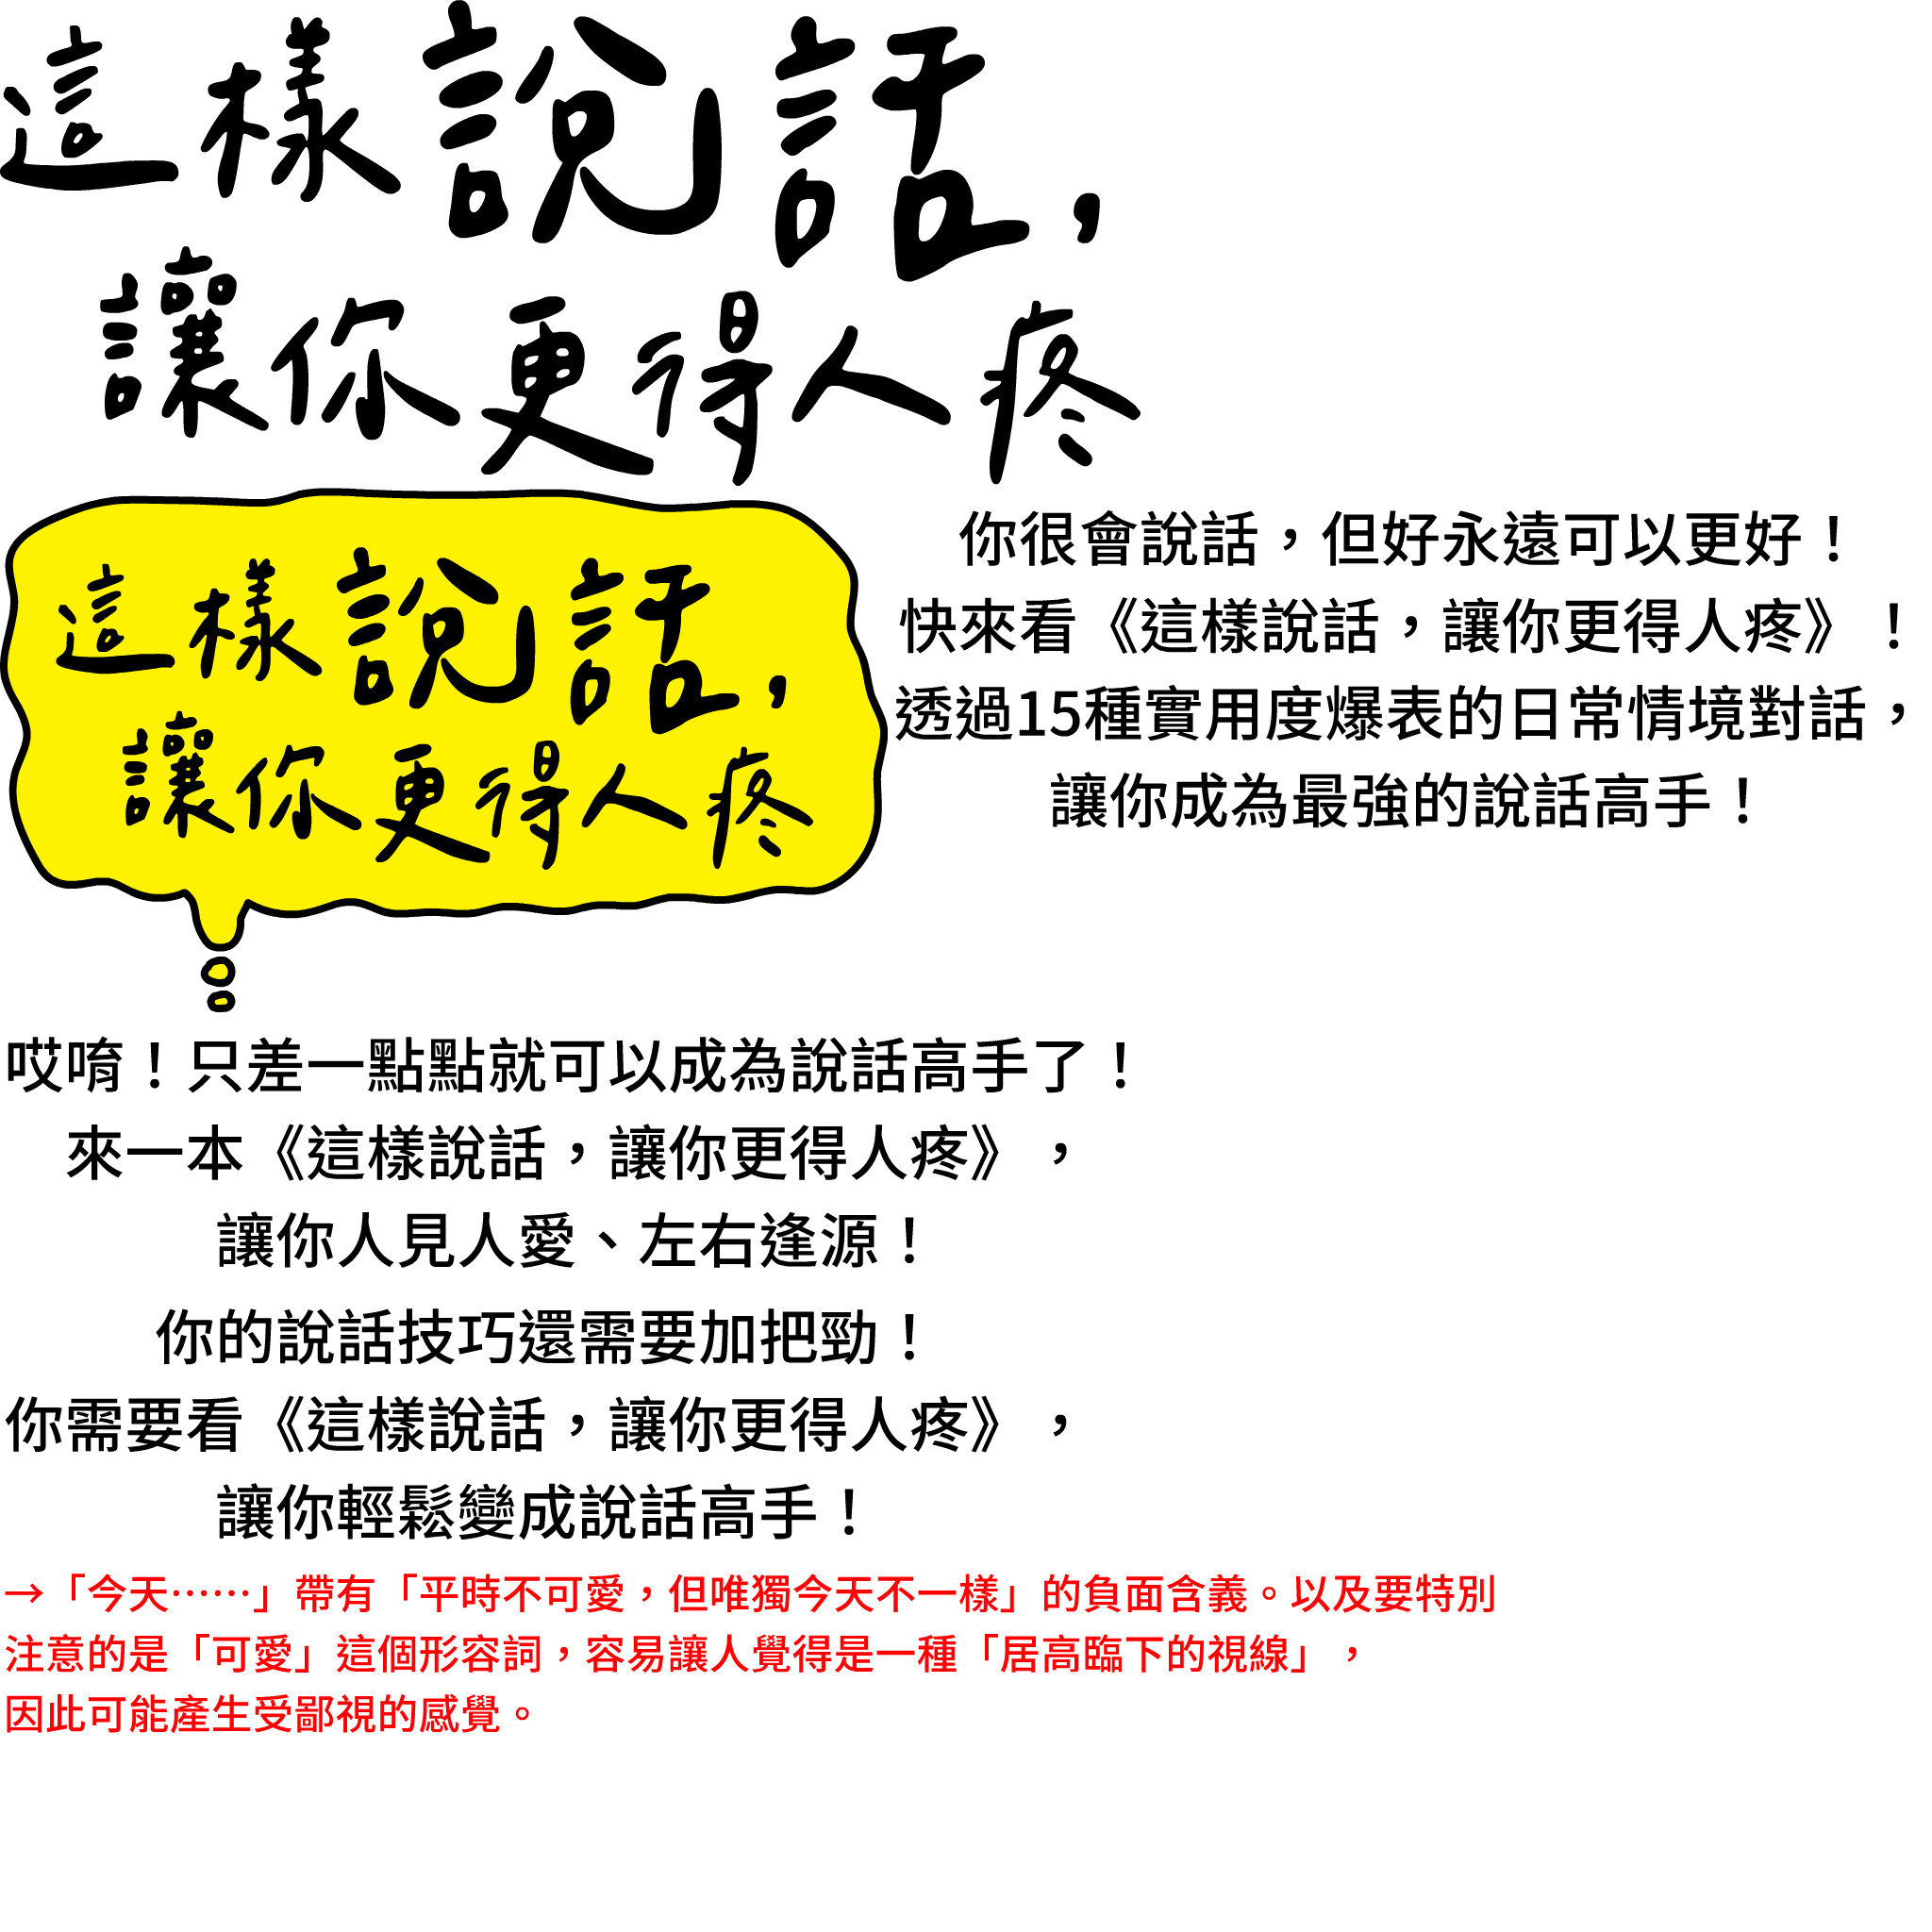 這樣說話，
讓你更得人疼
這樣說話，
讓你更得人疼
你很會說話，但好永遠可以更好！
快來看《這樣說話，讓你更得人疼》！
透過15種實用度爆表的日常情境對話，
讓你成為最強的說話高手！
哎唷！只差一點點就可以成為說話高手了！
來一本《這樣說話，讓你更得人疼》，
讓你人見人愛、左右逢源！
你的說話技巧還需要加把勁！
你需要看《這樣說話，讓你更得人疼》，
讓你輕鬆變成說話高手！
→「今天……」帶有「平時不可愛，但唯獨今天不一樣」的負面含義。以及要特別
注意的是「可愛」這個形容詞，容易讓人覺得是一種「居高臨下的視線」，
因此可能產生受鄙視的感覺。